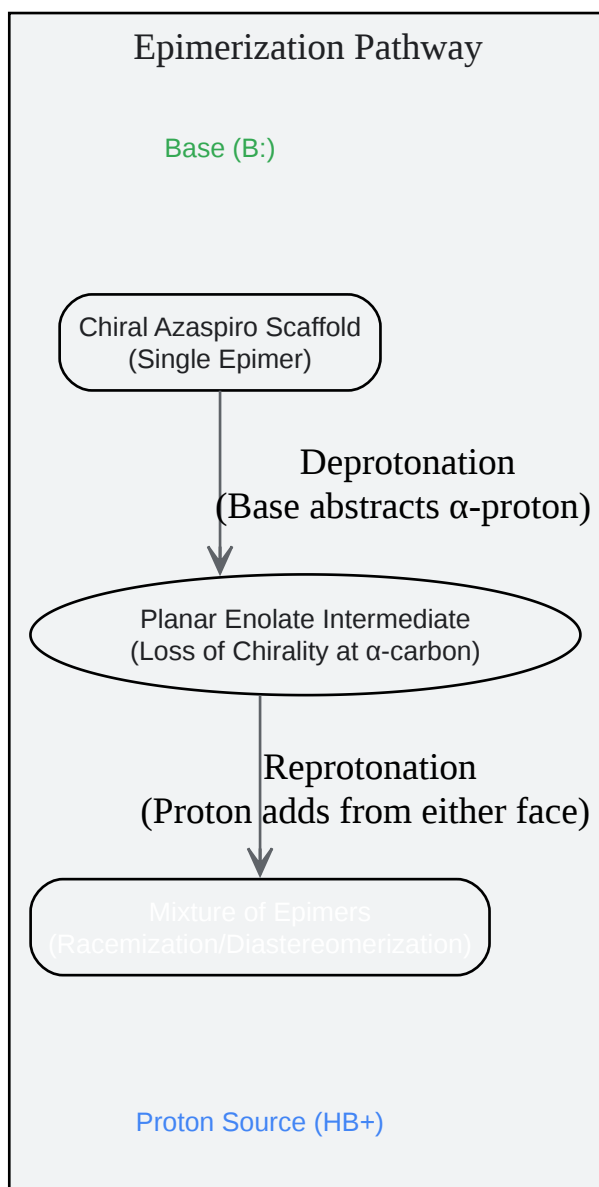 Epimerization Pathway
Base (B:)
Chiral Azaspiro Scaffold
(Single Epimer)
Deprotonation
(Base abstracts α-proton)
Planar Enolate Intermediate
(Loss of Chirality at α-carbon)
Reprotonation
(Proton adds from either face)
Mixture of Epimers
(Racemization/Diastereomerization)
Proton Source (HB+)